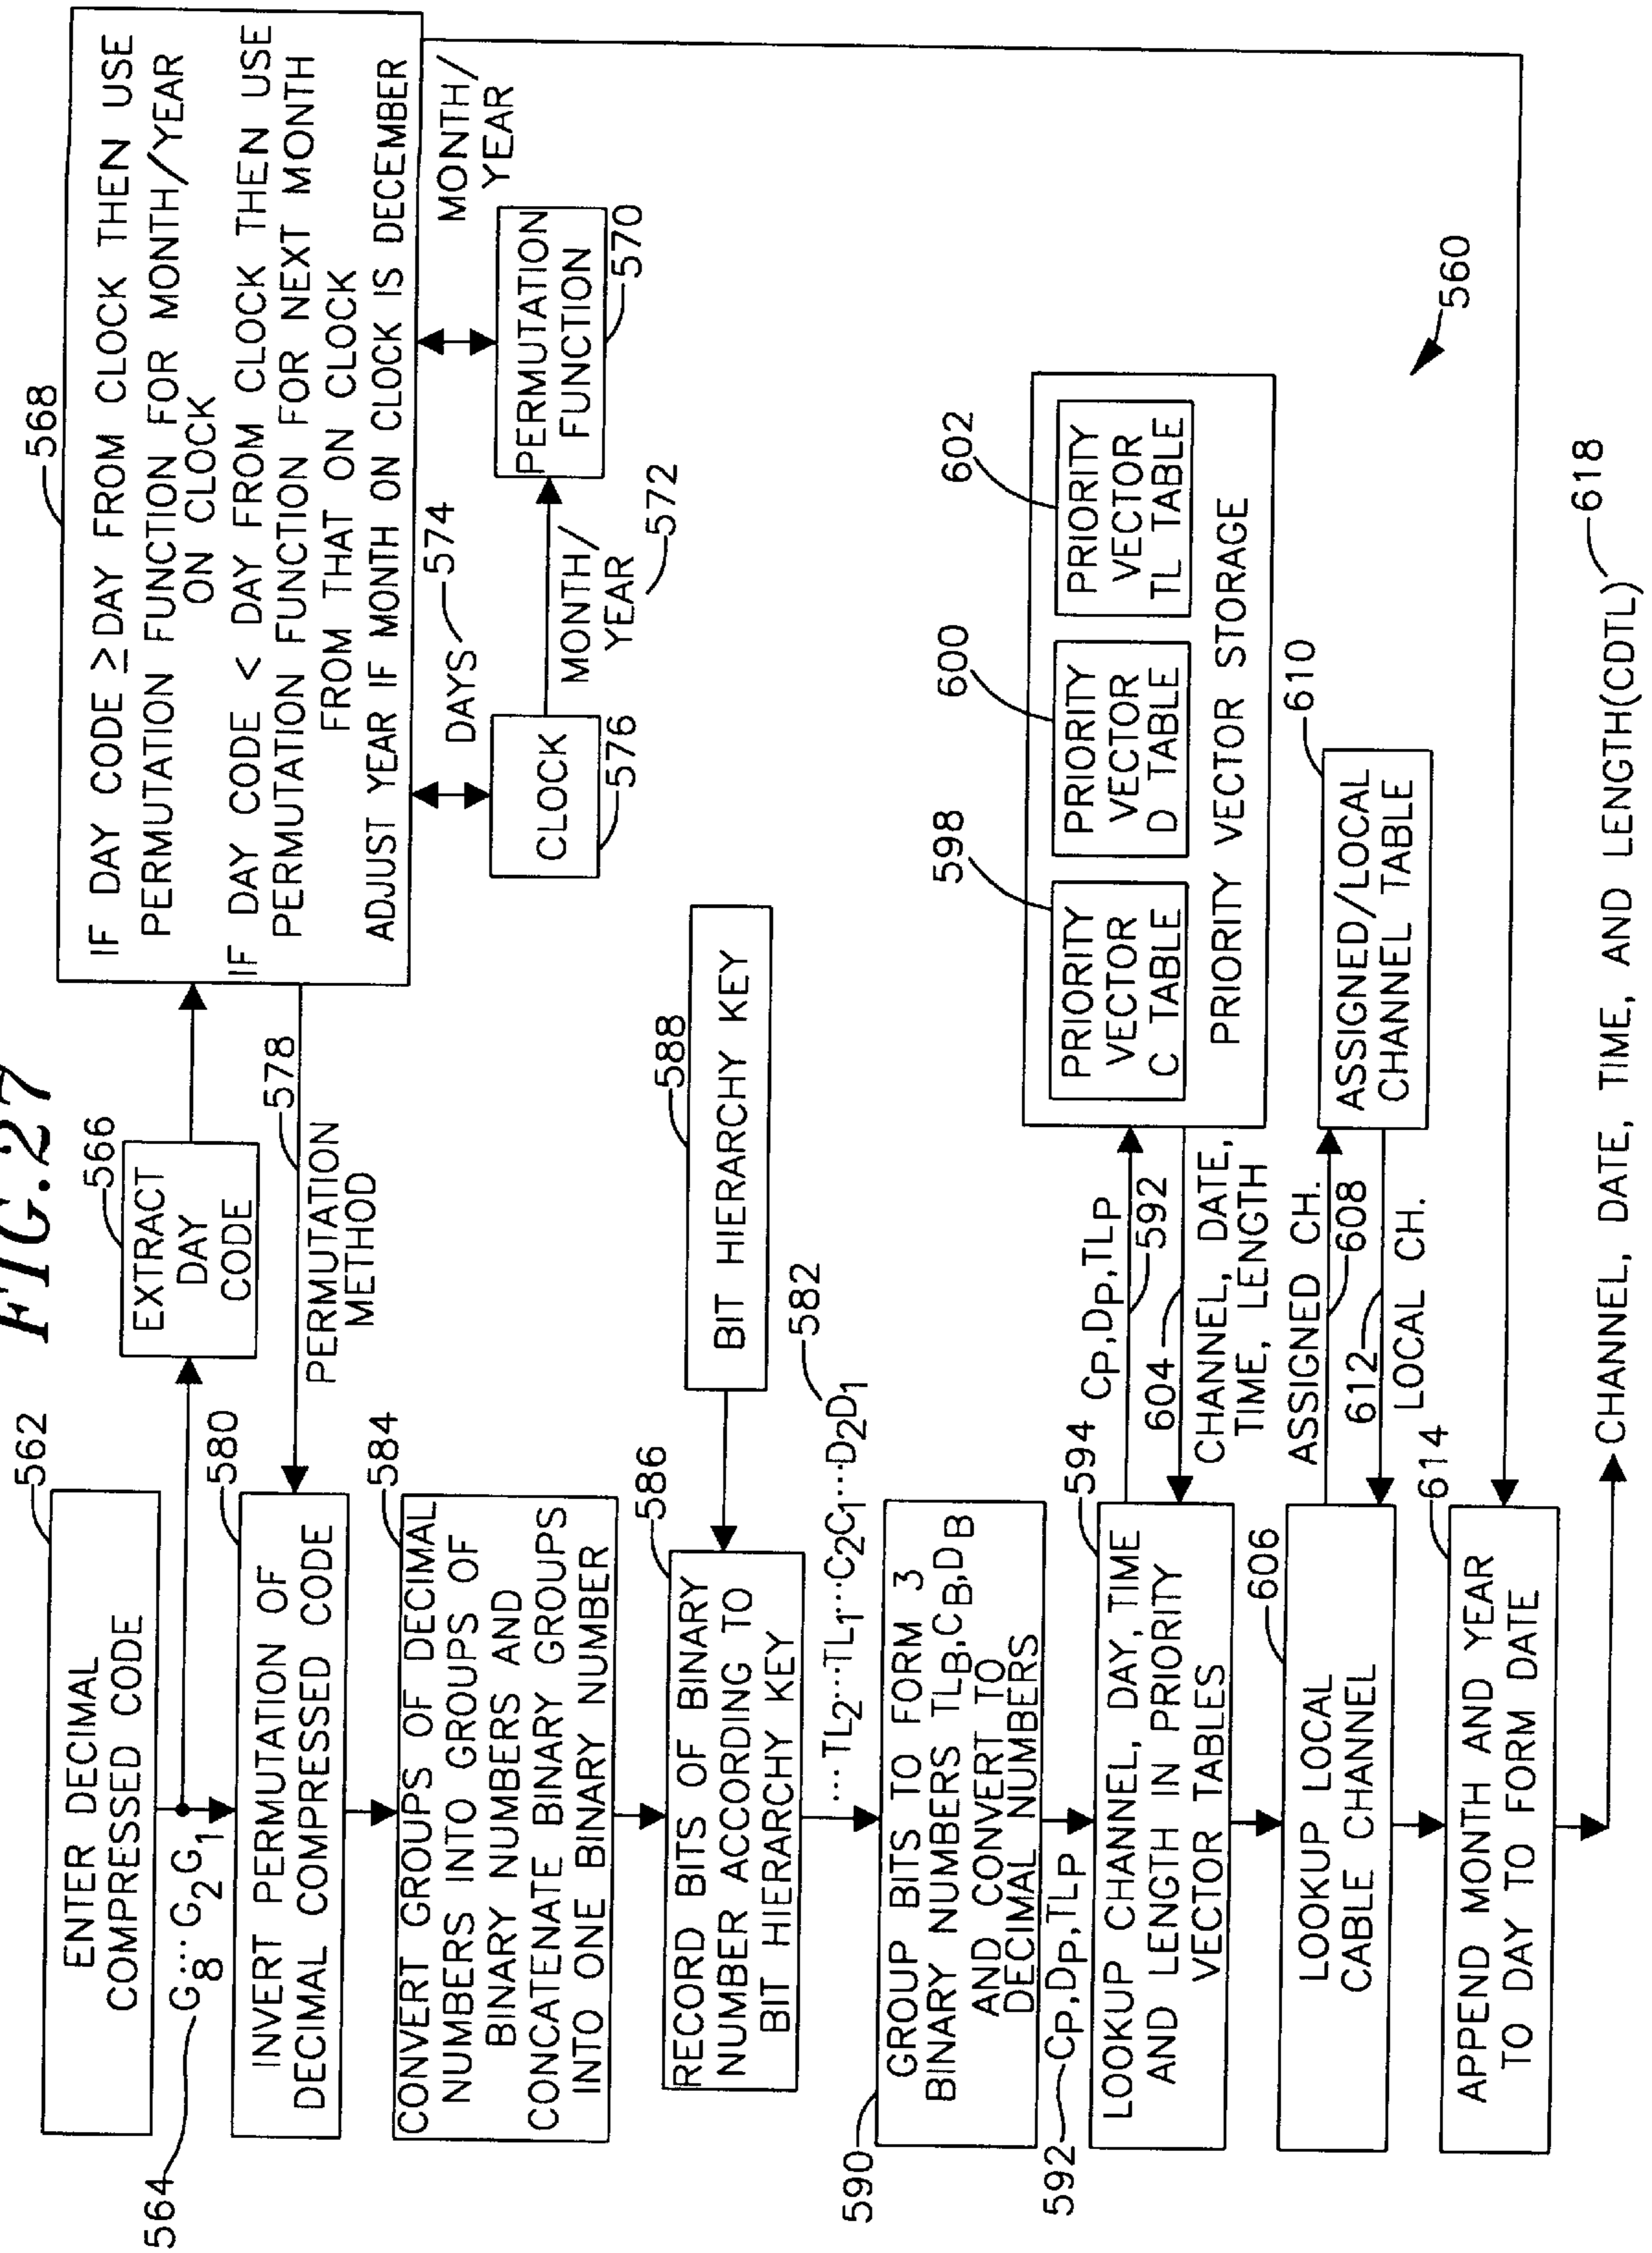 FIG.27
562
ENTER DECIMAL
COMPRESSED CODE
564
G8...G2G1
566
EXTRACT
DAY
CODE
568
IF DAY CODE ≥ DAY FROM CLOCK THEN USE
PERMUTATION FUNCTION FOR MONTH/YEAR
ON CLOCK
IF DAY CODE < DAY FROM CLOCK THEN USE
PERMUTATION FUNCTION FOR NEXT MONTH
FROM THAT ON CLOCK
ADJUST YEAR IF MONTH ON CLOCK IS DECEMBER
578
PERMUTATION
METHOD
DAYS 574
MONTH/
YEAR
CLOCK
576
MONTH/
YEAR
572
PERMUTATION
FUNCTION
570
580
INVERT PERMUTATION OF
DECIMAL COMPRESSED CODE
584
CONVERT GROUPS OF DECIMAL
NUMBERS INTO GROUPS OF
BINARY NUMBERS AND
CONCATENATE BINARY GROUPS
INTO ONE BINARY NUMBER
586
RECORD BITS OF BINARY
NUMBER ACCORDING TO
BIT HIERARCHY KEY
588
BIT HIERARCHY KEY
...TL2...TL1...C2C1...D2D1
582
590
GROUP BITS TO FORM 3
BINARY NUMBERS TLB,CB,DB
AND CONVERT TO
DECIMAL NUMBERS
592 CP,DP,TLP
594
LOOKUP CHANNEL, DAY, TIME
AND LENGTH IN PRIORITY
VECTOR TABLES
CP,DP,TLP
592
604
CHANNEL, DATE,
TIME, LENGTH
598
PRIORITY
VECTOR
C TABLE
600
PRIORITY
VECTOR
D TABLE
602
PRIORITY
VECTOR
TL TABLE
PRIORITY VECTOR STORAGE
606
LOOKUP LOCAL
CABLE CHANNEL
ASSIGNED CH.
608
612
LOCAL CH.
610
ASSIGNED/LOCAL
CHANNEL TABLE
614
APPEND MONTH AND YEAR
TO DAY TO FORM DATE
560
CHANNEL, DATE, TIME, AND LENGTH(CDTL)
618